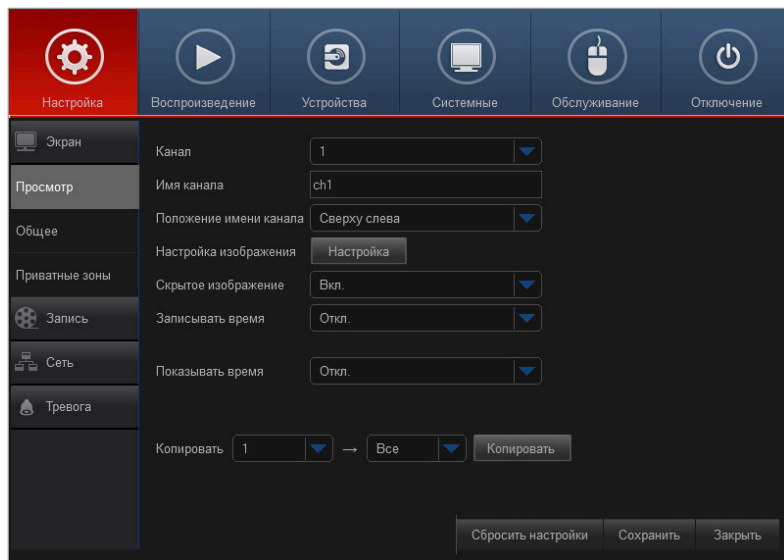 Настройка Воспроизведение Устройства Системные Обслуживание Отключение
Экран
Просмотр
Общее
Приватные зоны
Запись
Сеть
Тревога
Канал 1
Имя канала ch1
Положение имени канала Сверху слева
Настройка изображения Настройка
Скрытое изображение Вкл.
Записывать время Откл.
Показывать время Откл.
Копировать 1 → Все Копировать
Сбросить настройки Сохранить Закрыть